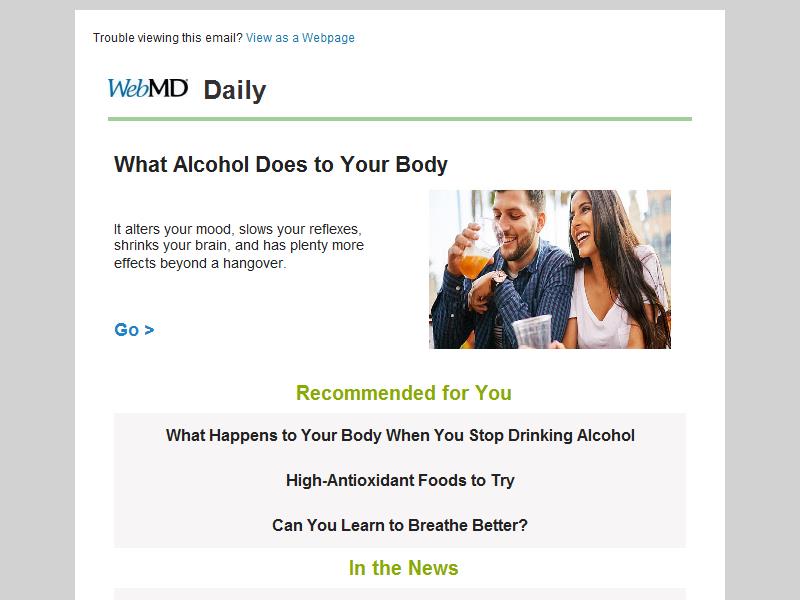 Trouble viewing this email? View as a Webpage
WebMD Daily
What Alcohol Does to Your Body
It alters your mood, slows your reflexes,
shrinks your brain, and has plenty more
effects beyond a hangover.
Go >
Recommended for You
What Happens to Your Body When You Stop Drinking Alcohol
High-Antioxidant Foods to Try
Can You Learn to Breathe Better?
In the News